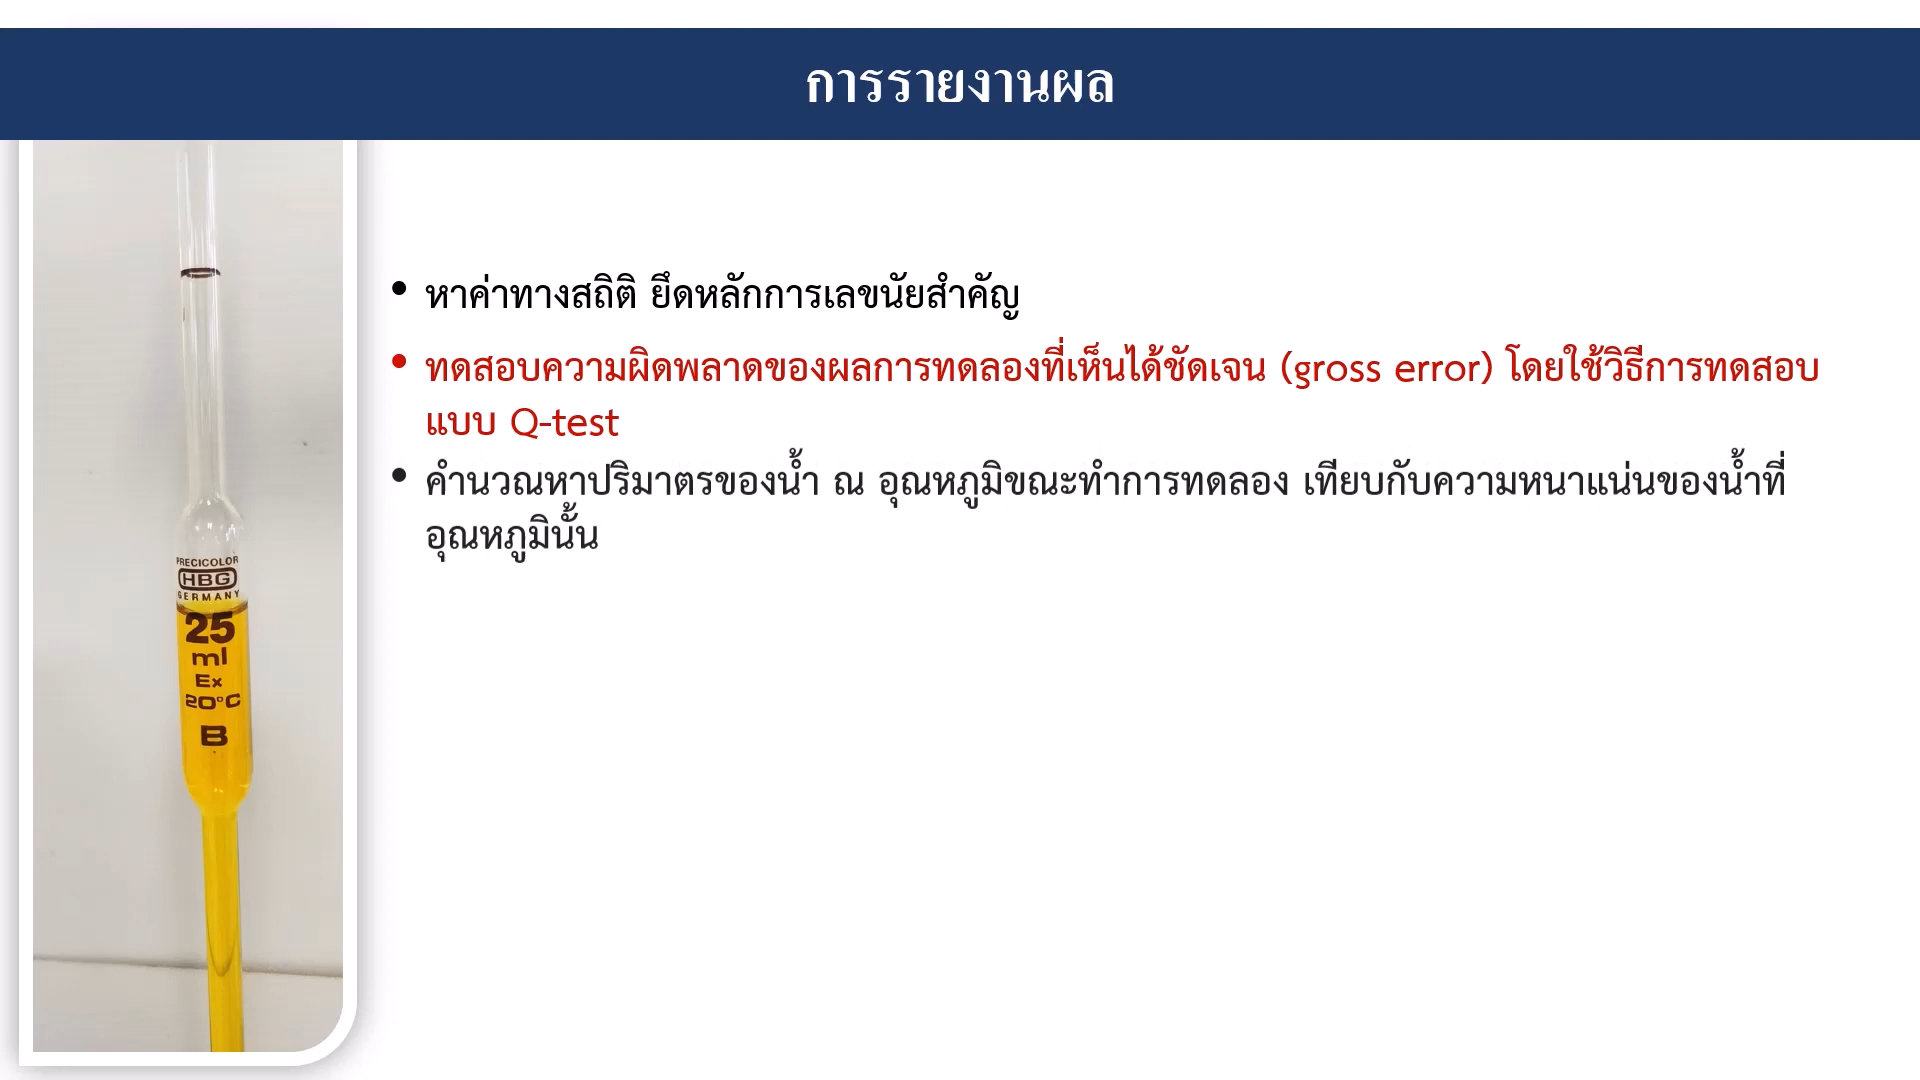 การรายงานผล
• หาค่าทางสถิติ ยึดหลักการเลขนัยสำคัญ
• ทดสอบความผิดพลาดของผลการทดลองที่เห็นได้ชัดเจน (gross error) โดยใช้วิธีการทดสอบ
แบบ Q-test
• คำนวณหาปริมาตรของน้ำ ณ อุณหภูมิขณะทำการทดลอง เทียบกับความหนาแน่นของน้ำที่
อุณหภูมินั้น
PRECICOLOR
HBG
GERMANY
25
ml
Ex
20°C
B